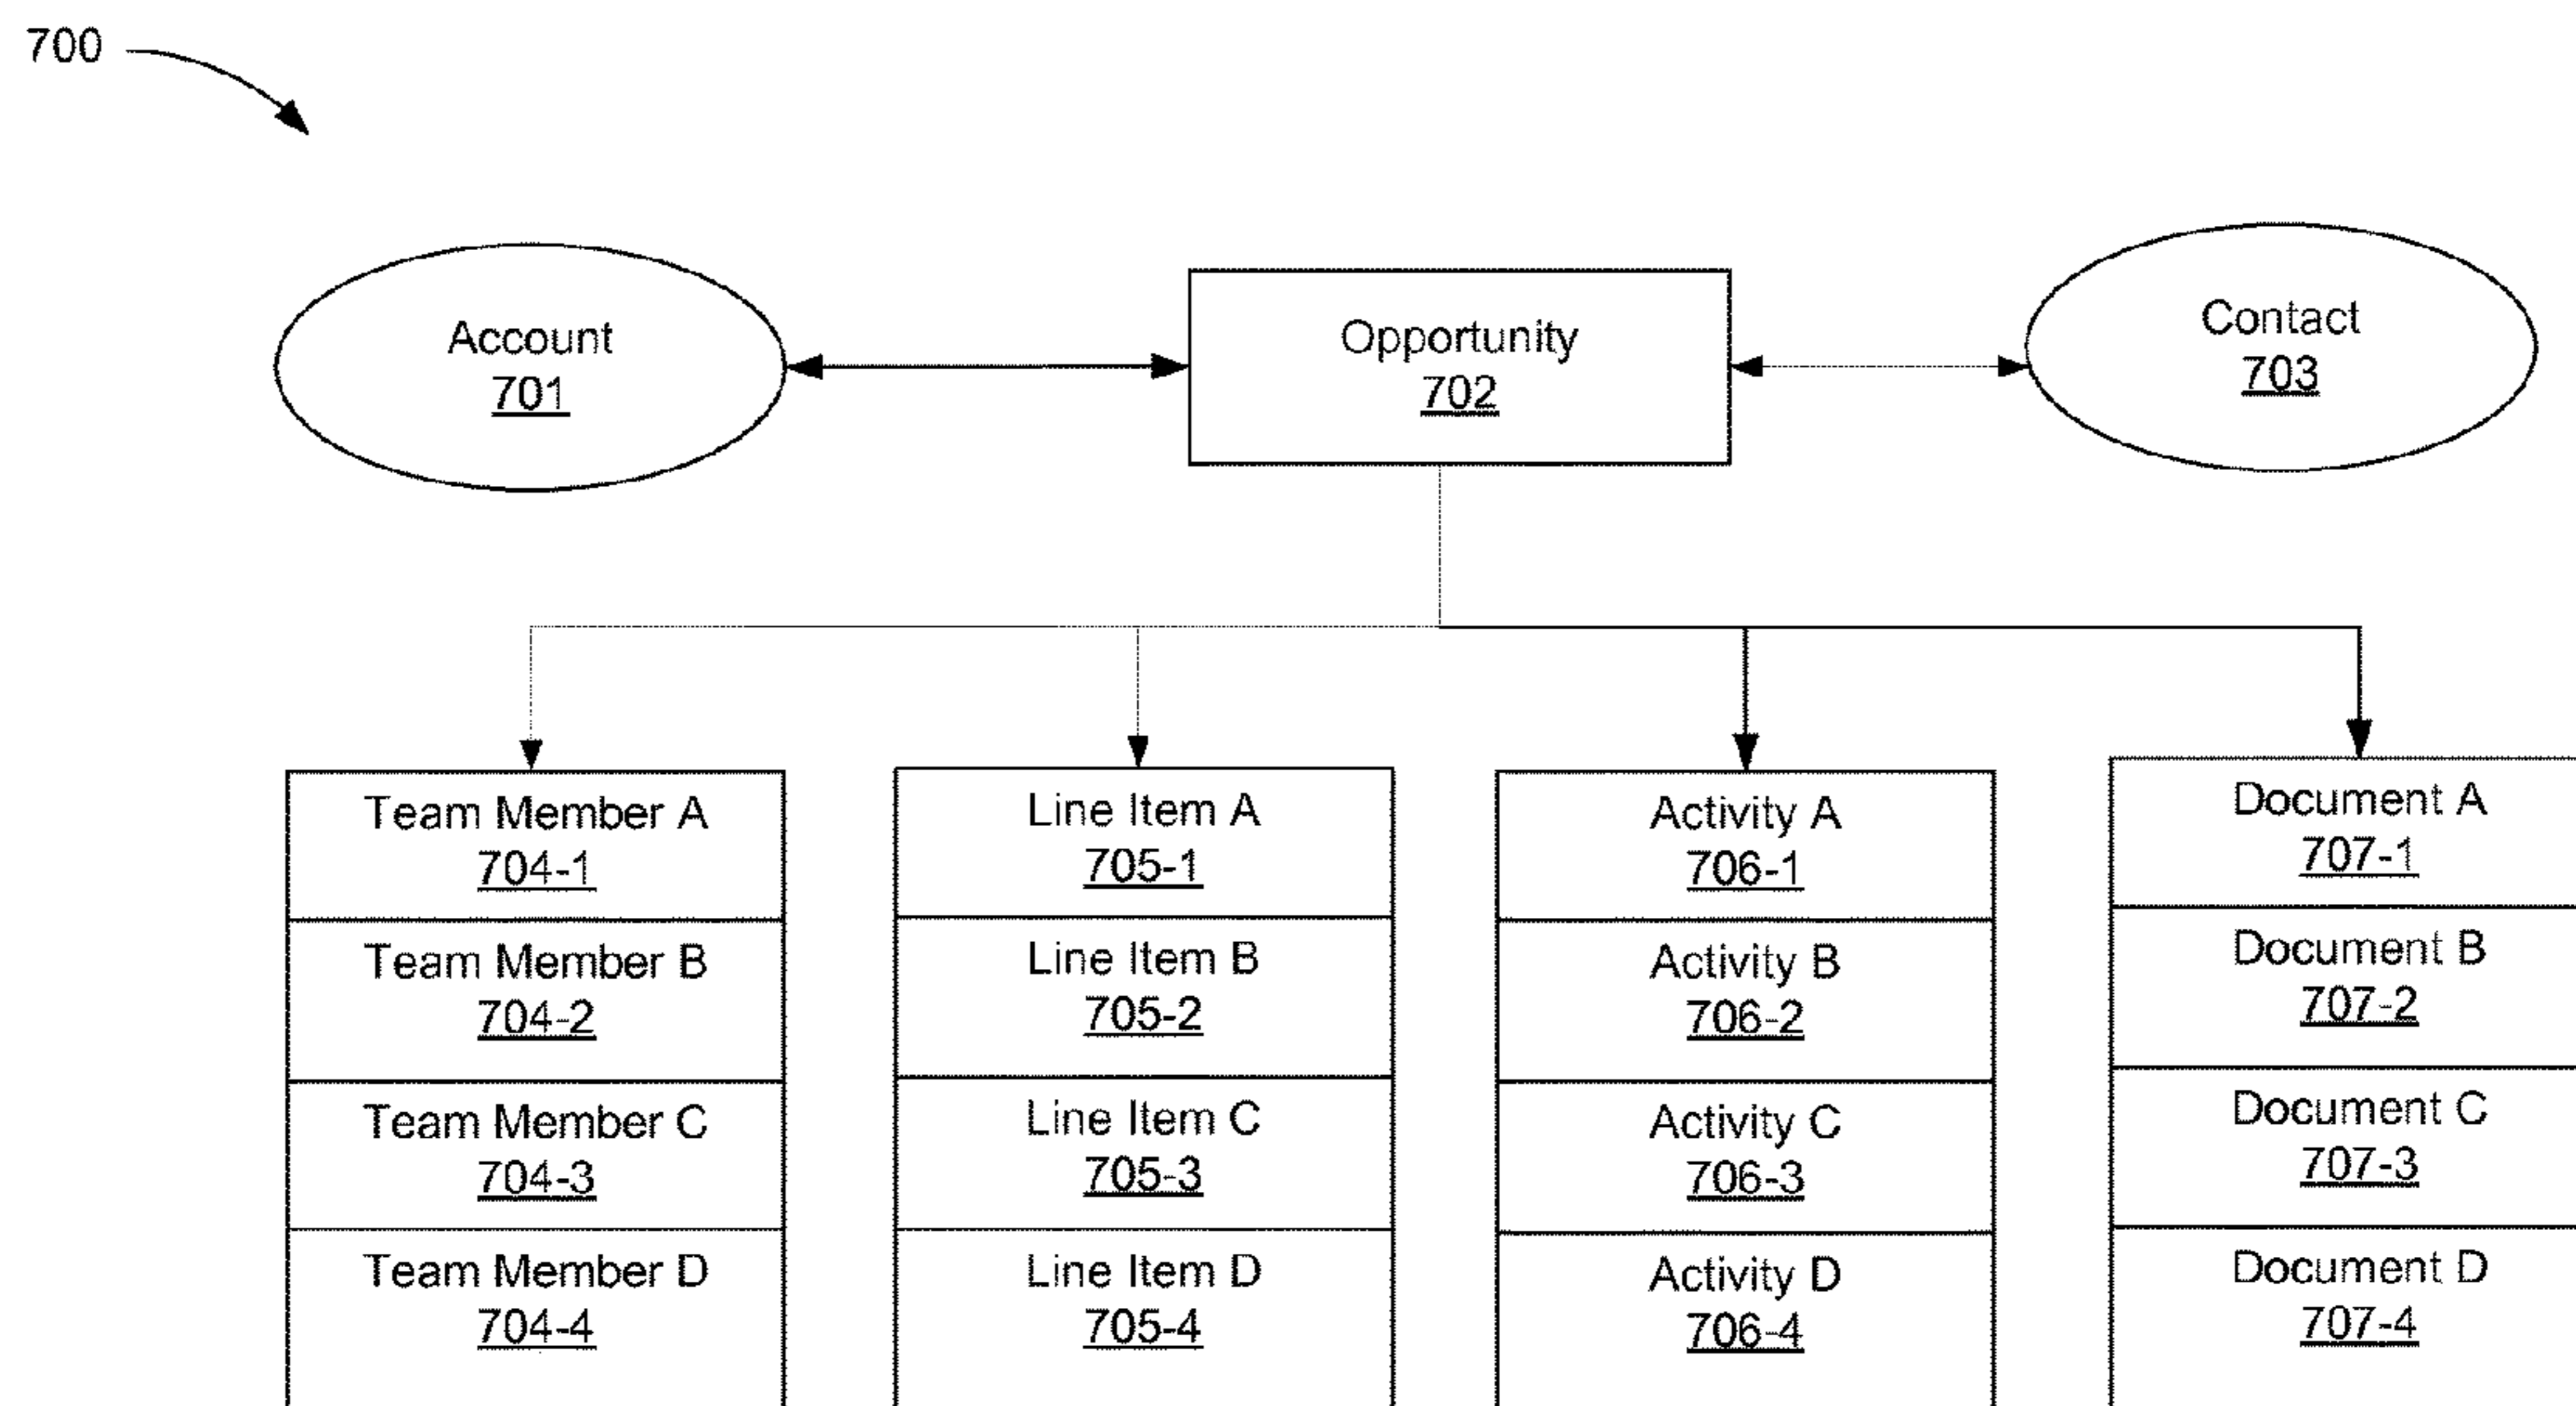 700
Account
701
Opportunity
702
Contact
703
Team Member A
704-1
Team Member B
704-2
Team Member C
704-3
Team Member D
704-4
Line Item A
705-1
Line Item B
705-2
Line Item C
705-3
Line Item D
705-4
Activity A
706-1
Activity B
706-2
Activity C
706-3
Activity D
706-4
Document A
707-1
Document B
707-2
Document C
707-3
Document D
707-4